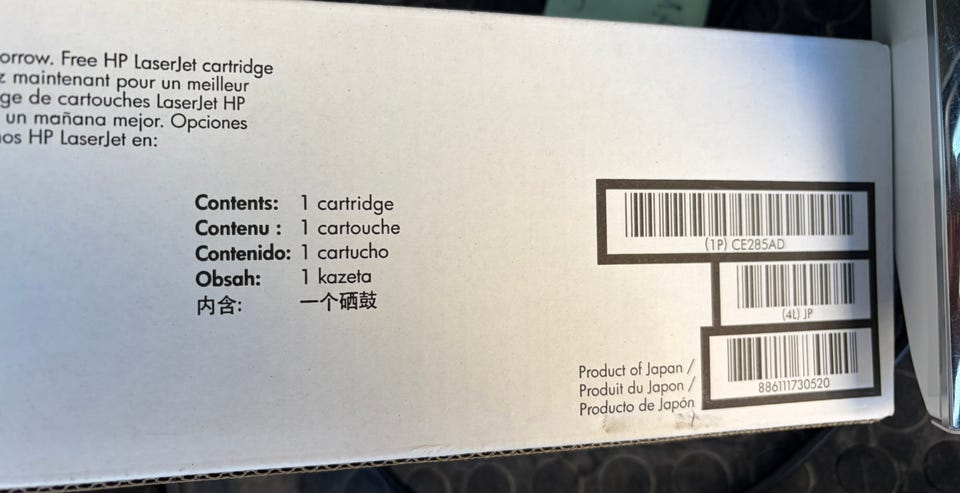 orrow. Free HP LaserJet cartridge
z maintenant pour un meilleur
ge de cartouches LaserJet HP
un mañana mejor. Opciones
os HP LaserJet en:
Contents: 1 cartridge
Contenu : 1 cartouche
Contenido: 1 cartucho
Obsah: 1 kazeta
内含: 一个硒鼓
(1P) CE285AD
(4L) JP
886111730520
Product of Japan /
Produit du Japon /
Producto de Japón